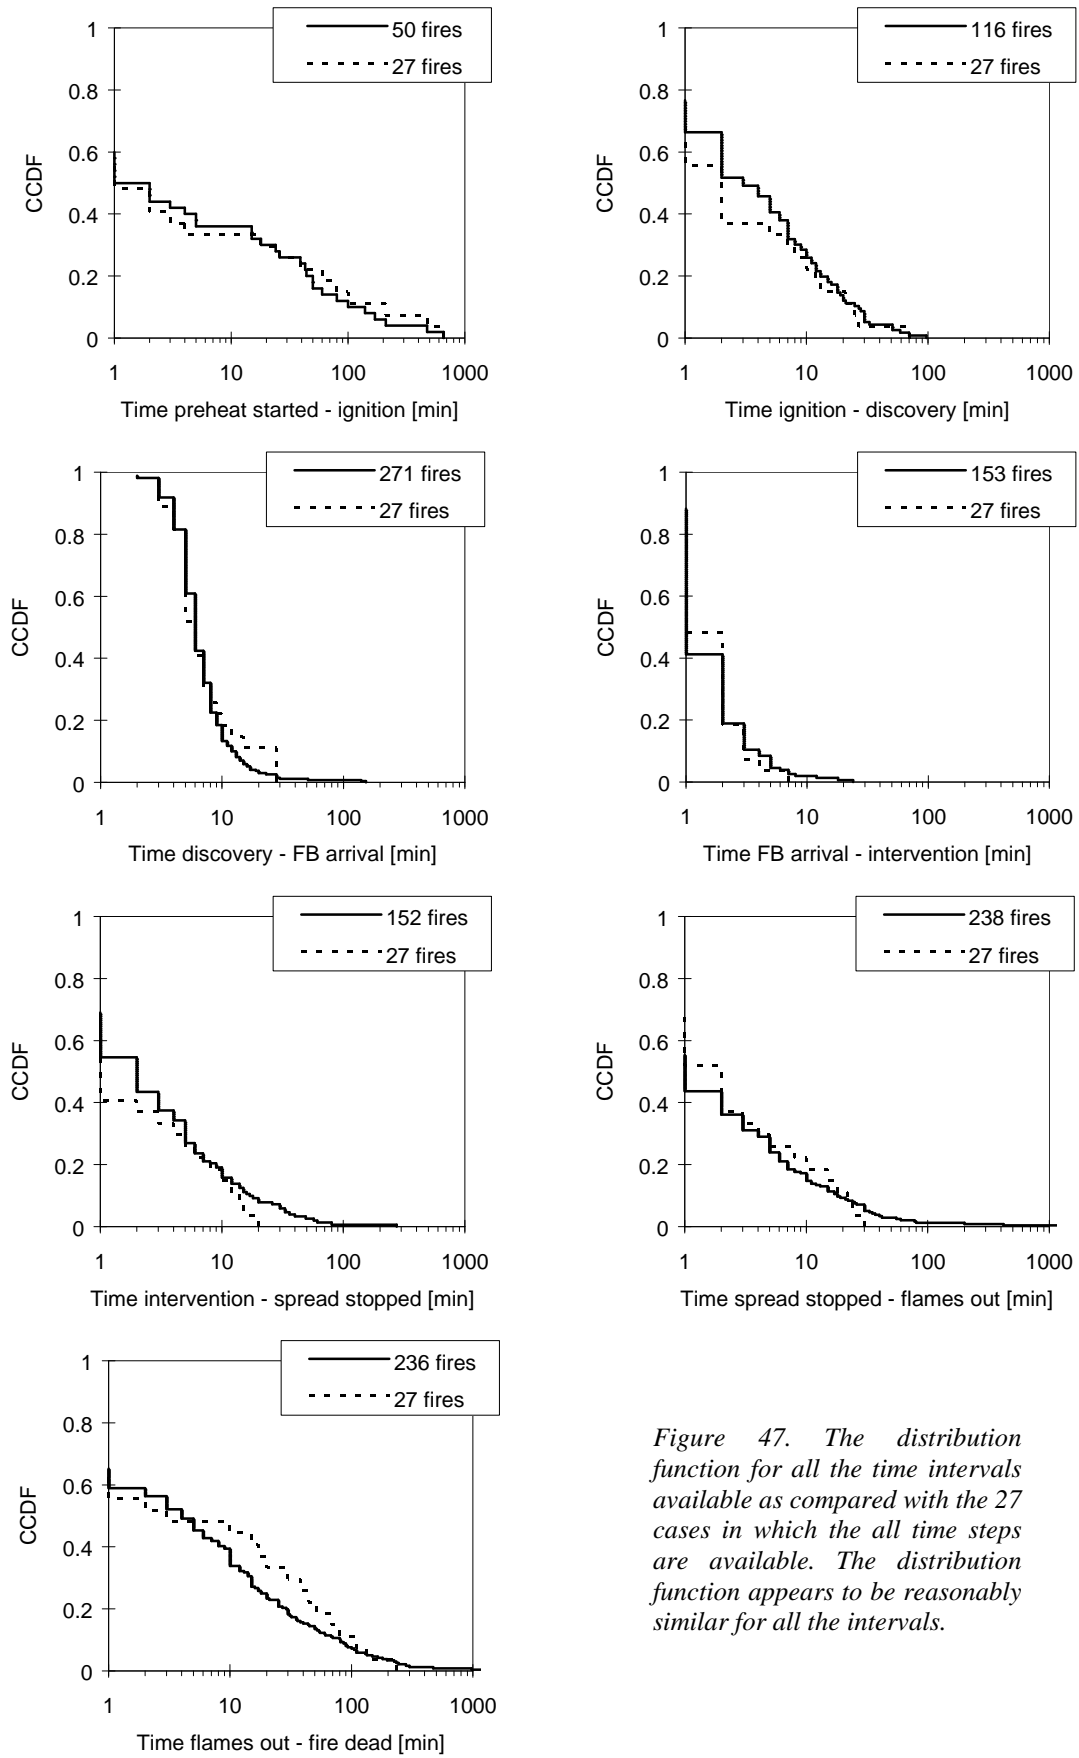 50 fires
27 fires
CCDF
1
0.8
0.6
0.4
0.2
0
1 10 100 1000
Time preheat started - ignition [min]
116 fires
27 fires
CCDF
1
0.8
0.6
0.4
0.2
0
1 10 100 1000
Time ignition - discovery [min]
271 fires
27 fires
CCDF
1
0.8
0.6
0.4
0.2
0
1 10 100 1000
Time discovery - FB arrival [min]
153 fires
27 fires
CCDF
1
0.8
0.6
0.4
0.2
0
1 10 100 1000
Time FB arrival - intervention [min]
152 fires
27 fires
CCDF
1
0.8
0.6
0.4
0.2
0
1 10 100 1000
Time intervention - spread stopped [min]
238 fires
27 fires
CCDF
1
0.8
0.6
0.4
0.2
0
1 10 100 1000
Time spread stopped - flames out [min]
236 fires
27 fires
CCDF
1
0.8
0.6
0.4
0.2
0
1 10 100 1000
Time flames out - fire dead [min]
Figure 47. The distribution
function for all the time intervals
available as compared with the 27
cases in which the all time steps
are available. The distribution
function appears to be reasonably
similar for all the intervals.